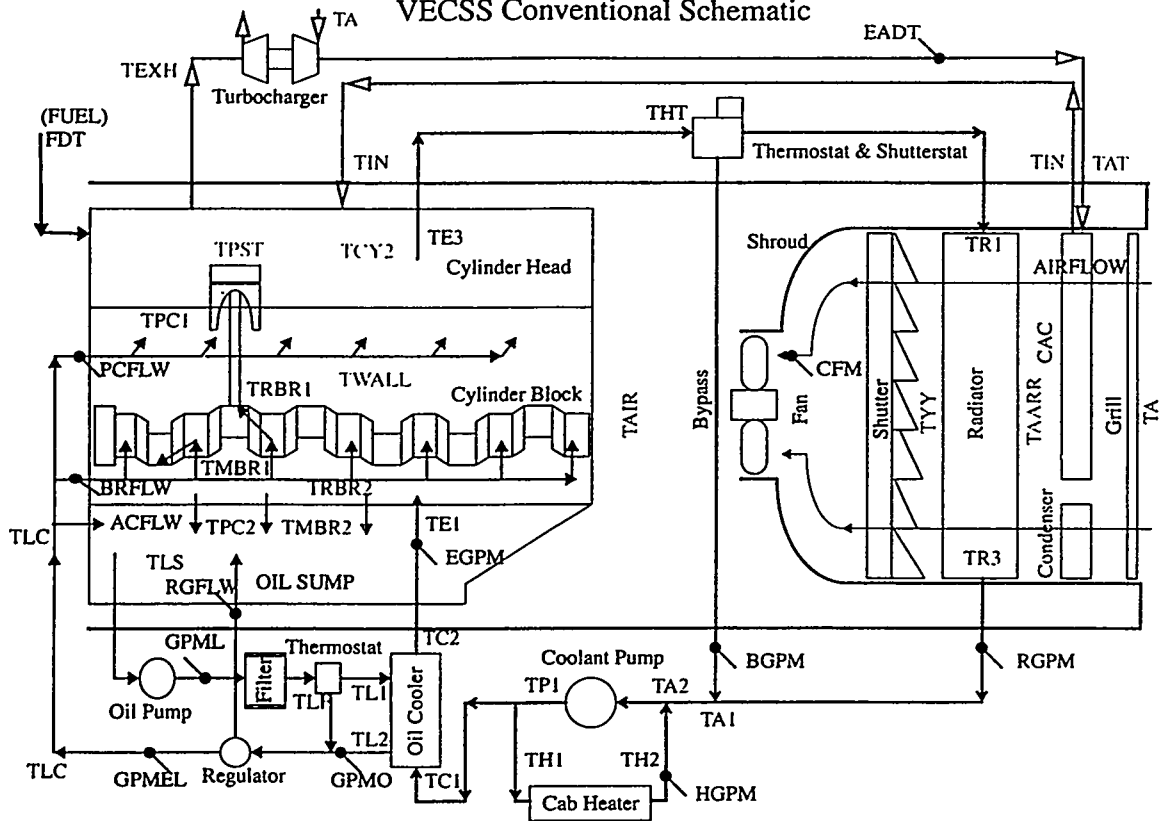 VECSS Conventional Schematic
TA
EADT
TEXH
Turbocharger
(FUEL)
FDT
THT
Thermostat & Shutterstat
TIN
TIN
TAT
TE3
TPST
TCY2
Cylinder Head
Shroud
TR1
AIRFLOW
TPC1
PCFLW
TWALL
TRBR1
Cylinder Block
TAIR
Bypass
Fan
CFM
Shutter
TYY
Radiator
TAARR
CAC
Grill
TA
TMBR1
BRFLW
TRBR2
ACFLW
TPC2
TMBR2
TE1
TLC
EGPM
TLS
RGFLW
OIL SUMP
Condenser
TR3
TC2
GPML
Thermostat
Coolant Pump
BGPM
RGPM
Filter
TL1
TP1
TA2
TA1
Oil Pump
Oil Cooler
TL2
TLC
GPMEL
Regulator
GPMO
TC1
TH1
TH2
HGPM
Cab Heater